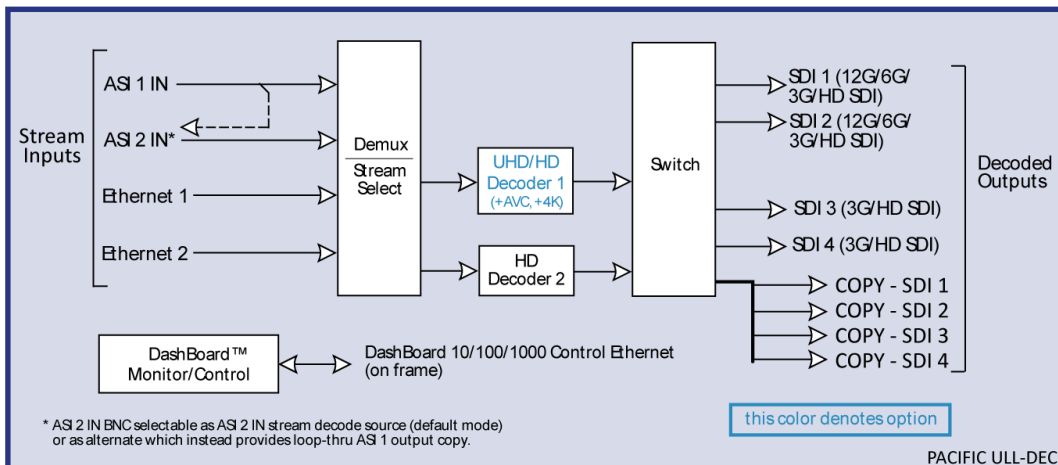 Stream
Inputs
ASI 1 IN
ASI 2 IN*
Ethernet 1
Ethernet 2
Demux
Stream
Select
UHD/HD
Decoder 1
(+AVC, +4K)
HD
Decoder 2
Switch
SDI 1 (12G/6G/
3G/HD SDI)
SDI 2 (12G/6G/
3G/HD SDI)
SDI 3 (3G/HD SDI)
SDI 4 (3G/HD SDI)
COPY - SDI 1
COPY - SDI 2
COPY - SDI 3
COPY - SDI 4
Decoded
Outputs
DashBoard™
Monitor/Control
DashBoard 10/100/1000 Control Ethernet
(on frame)
* ASI 2 IN BNC selectable as ASI 2 IN stream decode source (default mode)
or as alternate which instead provides loop-thru ASI 1 output copy.
this color denotes option
PACIFIC ULL-DEC